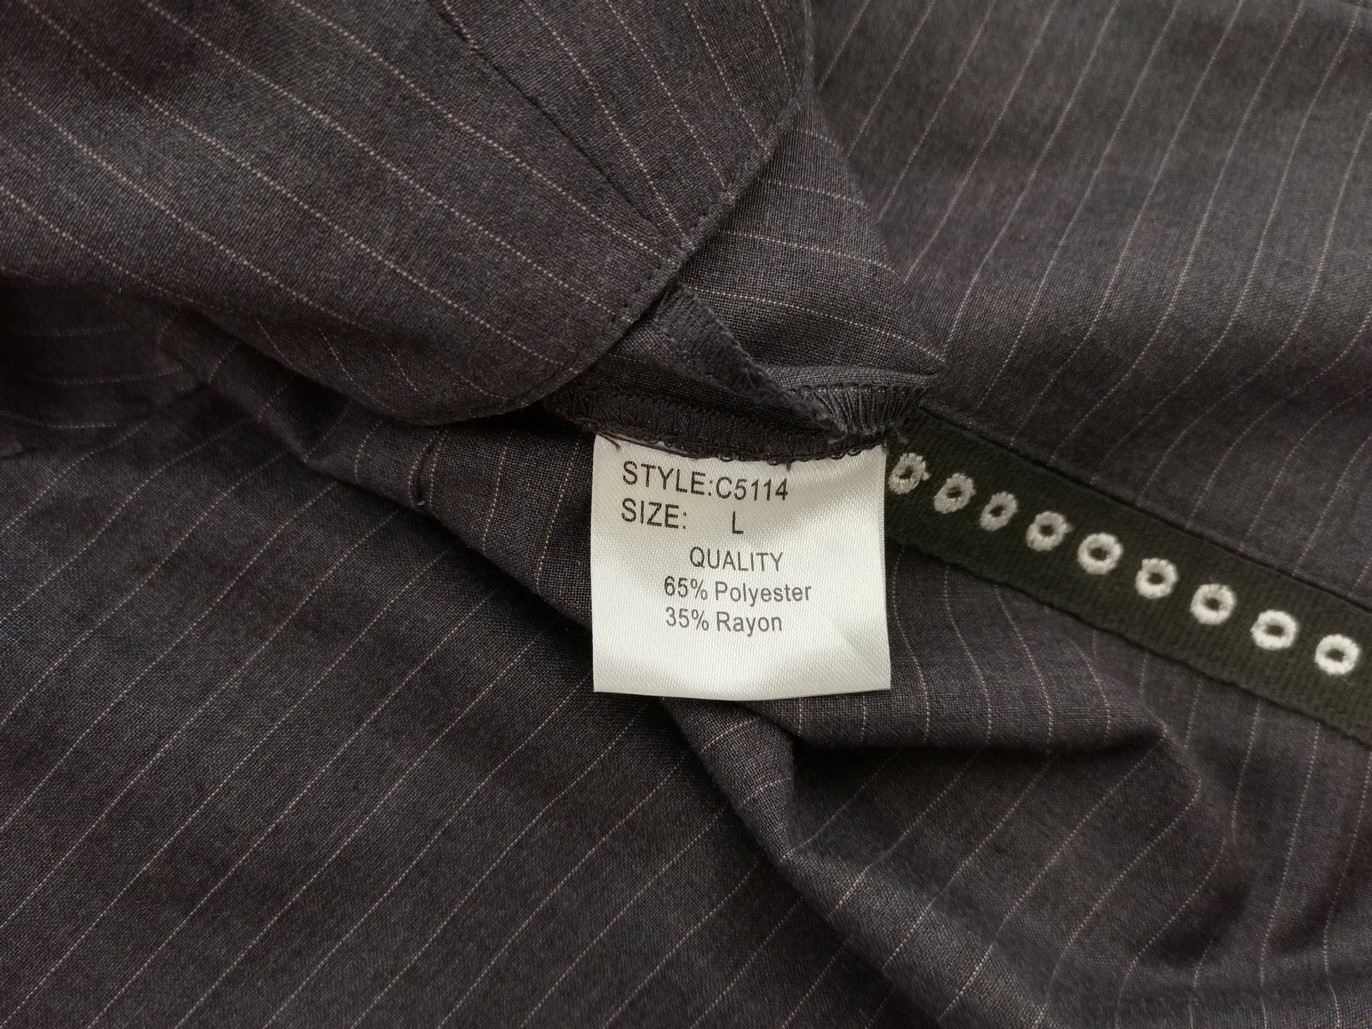 STYLE:C5114
SIZE: L
QUALITY
65% Polyester
35% Rayon